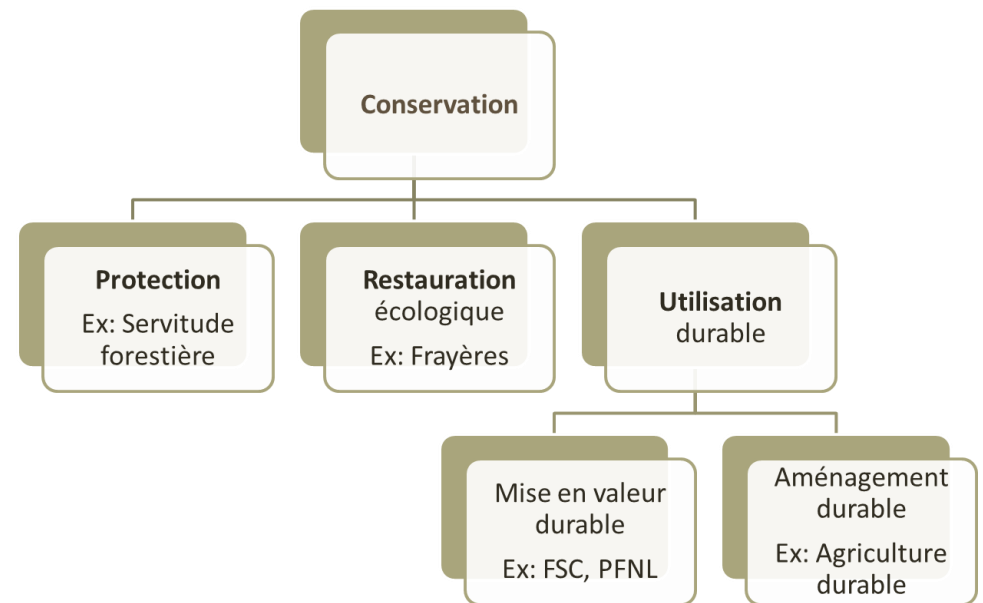 Conservation
Protection
Ex: Servitude
forestière
Restauration
écologique
Ex: Frayères
Utilisation
durable
Mise en valeur
durable
Ex: FSC, PFNL
Aménagement
durable
Ex: Agriculture
durable